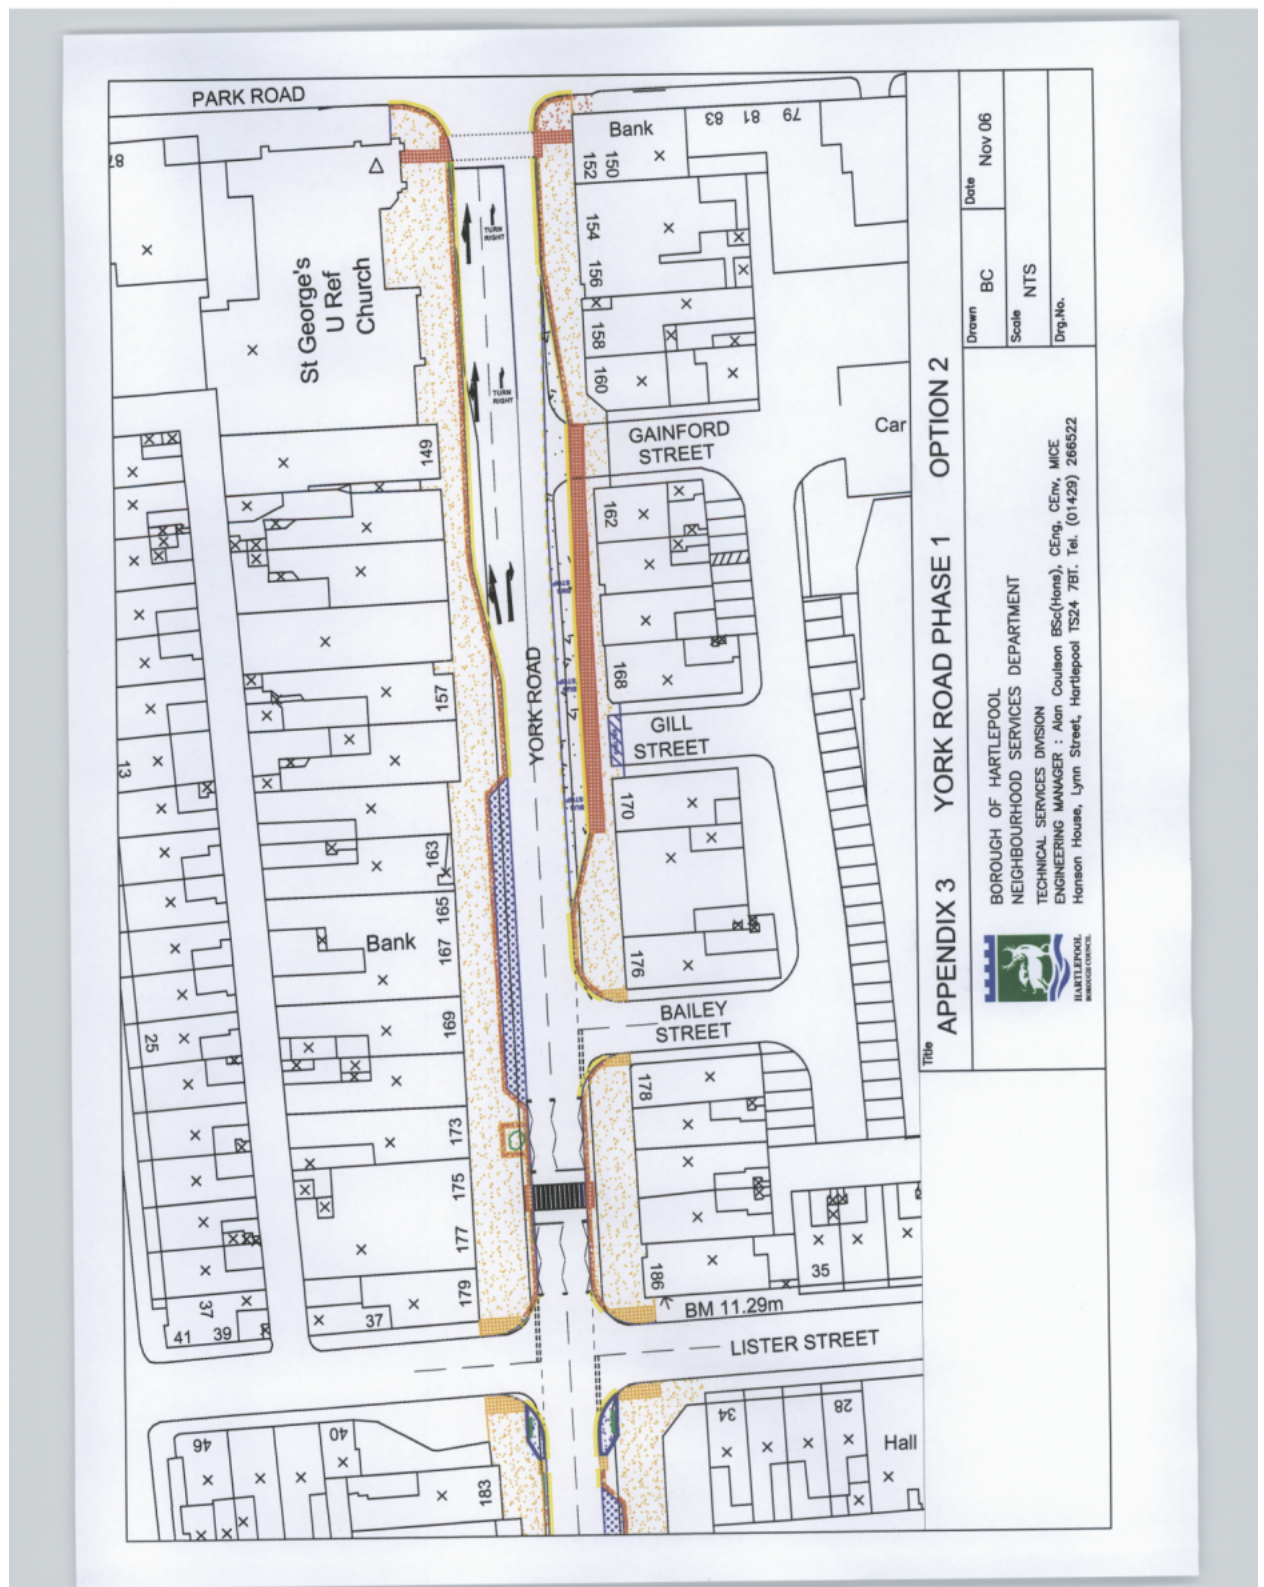 PARK ROAD
87
St George's
U Ref
Church
Bank
83
81
79
150
152
154
156
158
160
TURN
RIGHT
TURN
RIGHT
149
GAINFORD
STREET
Car
162
157
YORK ROAD
168
GILL
STREET
170
BUS
STOP
BUS
STOP
BUS
STOP
13
163
165
Bank
167
176
169
25
BAILEY
STREET
178
173
175
177
179
186
35
BM 11.29m
37
37
41
39
LISTER STREET
46
40
183
34
28
Hall
Title
APPENDIX 3 YORK ROAD PHASE 1 OPTION 2
BOROUGH OF HARTLEPOOL
NEIGHBOURHOOD SERVICES DEPARTMENT
TECHNICAL SERVICES DIVISION
ENGINEERING MANAGER : Alan Coulson BSc(Hons), CEng, CEnv, MICE
Hanson House, Lynn Street, Hartlepool TS24 7BT. Tel. (01429) 266522
HARTLEPOOL
BOROUGH COUNCIL
Drawn
BC
Date
Nov 06
Scale
NTS
Drg.No.